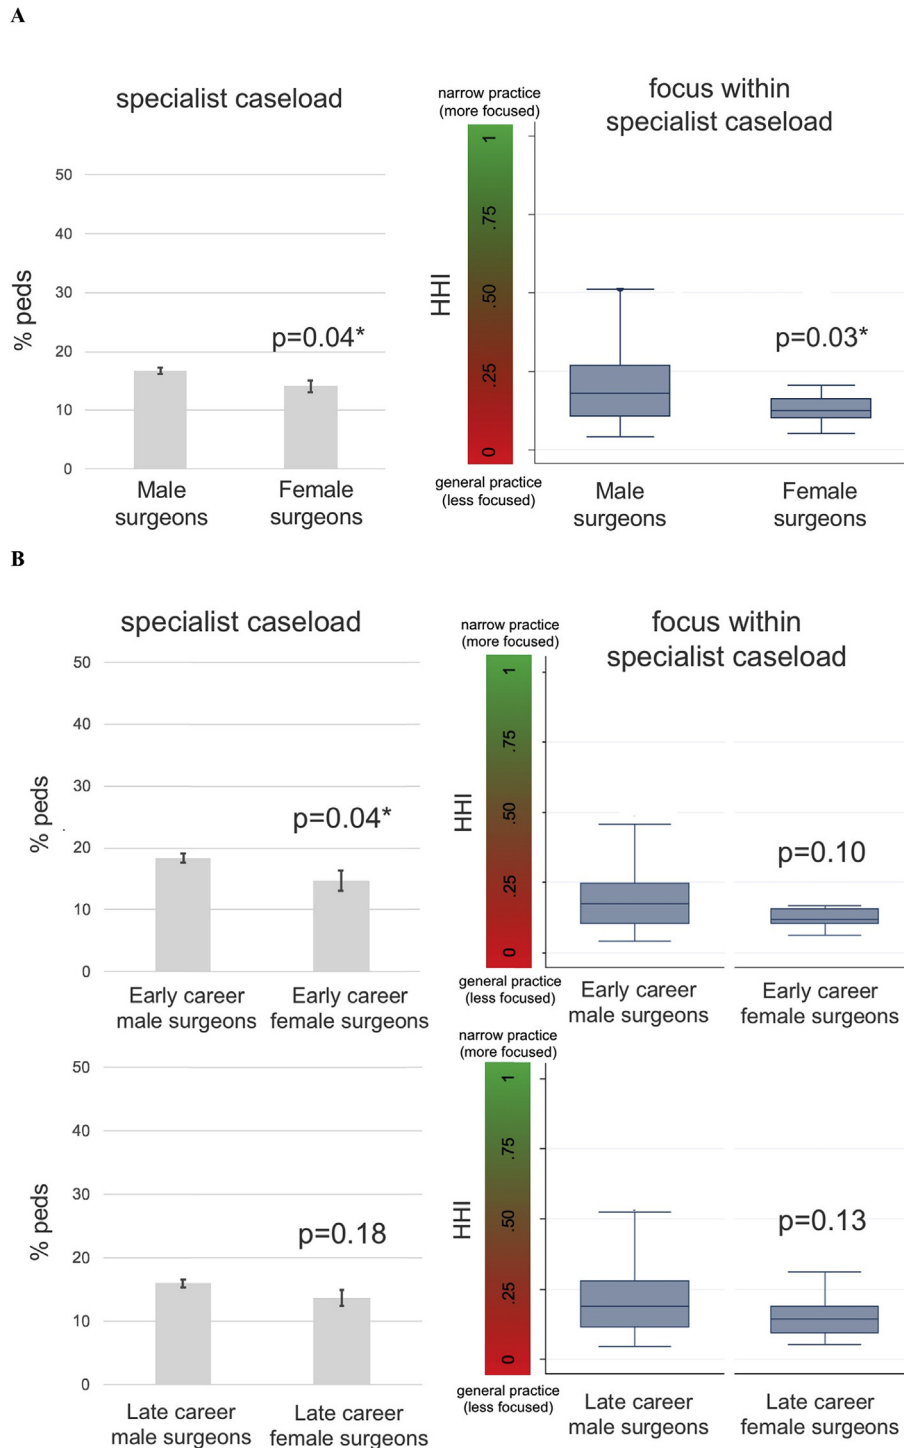 A
specialist caseload
50
40
30
20
10
0
% peds
p=0.04*
Male
surgeons
Female
surgeons
narrow practice
(more focused)
focus within
specialist caseload
1
.75
.50
.25
0
HHI
general practice
(less focused)
p=0.03*
Male
surgeons
Female
surgeons
B
specialist caseload
50
40
30
20
10
0
% peds
p=0.04*
Early career
male surgeons
Early career
female surgeons
narrow practice
(more focused)
focus within
specialist caseload
1
.75
.50
.25
0
HHI
general practice
(less focused)
p=0.10
Early career
male surgeons
Early career
female surgeons
50
40
30
20
10
0
% peds
p=0.18
Late career
male surgeons
Late career
female surgeons
narrow practice
(more focused)
1
.75
.50
.25
0
HHI
general practice
(less focused)
p=0.13
Late career
male surgeons
Late career
female surgeons